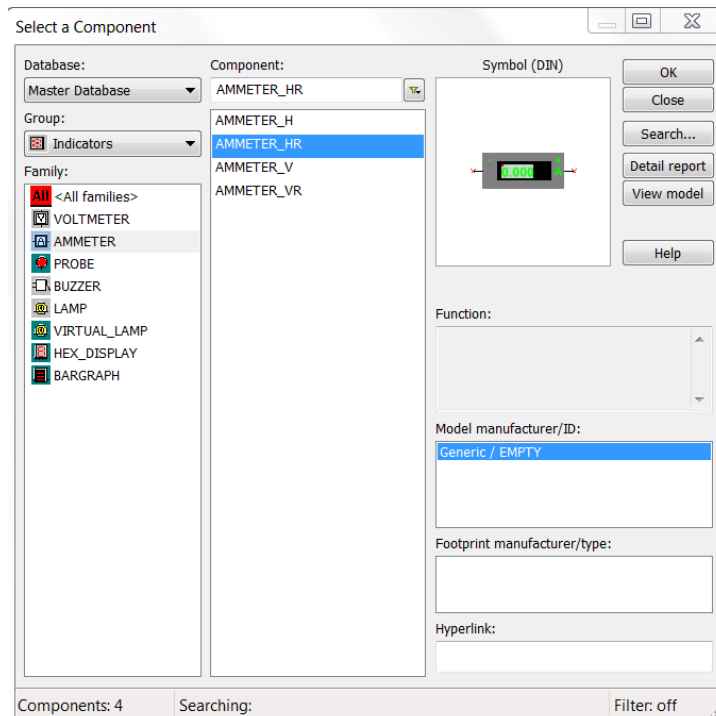 Select a Component
Database:
Master Database
Group:
Indicators
Family:
All <All families>
VOLTMETER
AMMETER
PROBE
BUZZER
LAMP
VIRTUAL_LAMP
HEX_DISPLAY
BARGRAPH
Component:
AMMETER_HR
AMMETER_H
AMMETER_HR
AMMETER_V
AMMETER_VR
Symbol (DIN)
0.000
Function:
Model manufacturer/ID:
Generic / EMPTY
Footprint manufacturer/type:
Hyperlink:
OK
Close
Search...
Detail report
View model
Help
Components: 4
Searching:
Filter: off